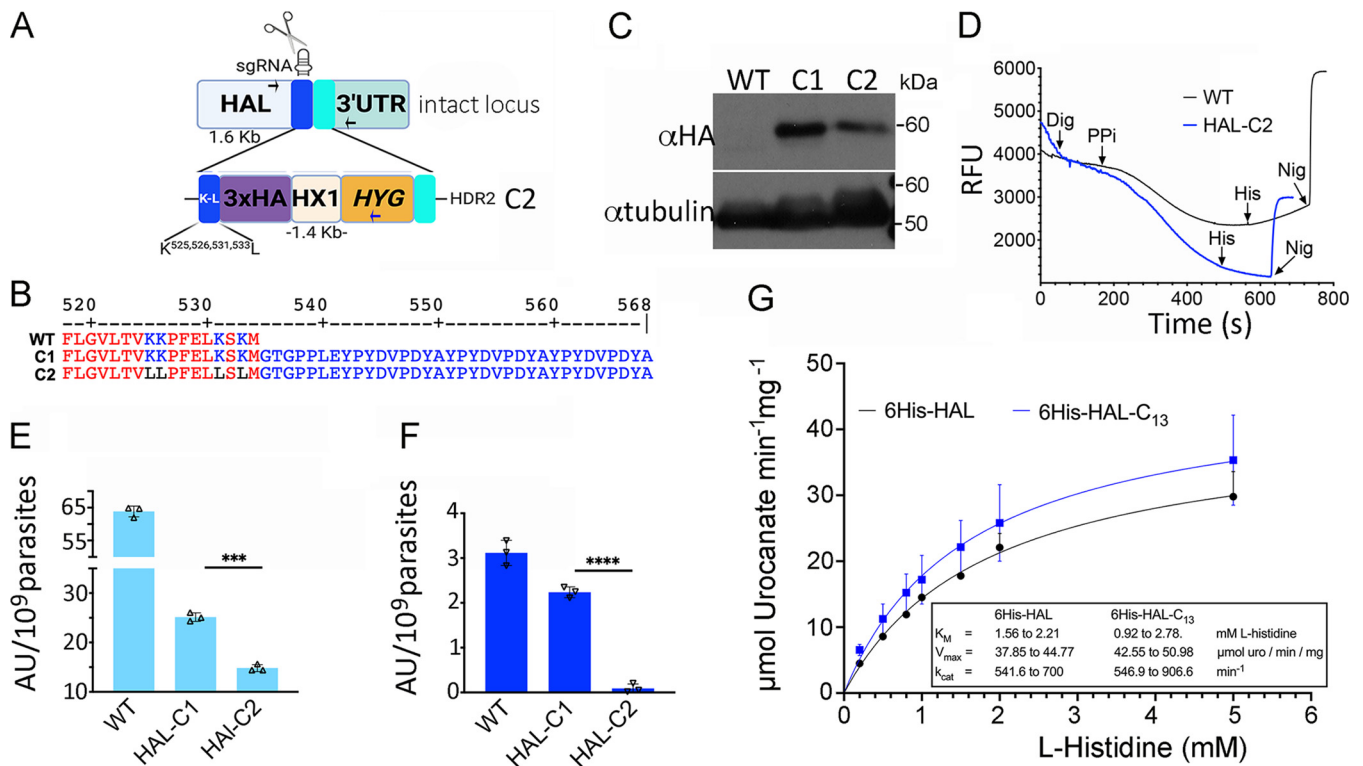 A
sgRNA
HAL
3'UTR
intact locus
1.6 Kb
K-L
3xHA
HX1
HYG
HDR2
C2
-1.4 Kb-
K525,526,531,533L
B
520 530 540 550 560 568
WT FLGVLTVKKPFELKSKM
C1 FLGVLTVKKPFELKSKMGTGPPLEYPYDVPDYAYPYDVPDYAYPYDVPDYA
C2 FLGVLTVLLPFELLSLMGTGPPLEYPYDVPDYAYPYDVPDYAYPYDVPDYA
C
WT C1 C2 kDa
αHA
60
αtubulin
60
50
D
RFU
6000
5000
4000
3000
2000
WT
HAL-C2
Dig
PPi
His
Nig
His
Nig
0 200 400 600 800
Time (s)
E
AU/10⁹parasites
65
55
25
15
10
***
WT
HAL-C1
HAl-C2
F
AU/10⁹parasites
4
3
2
1
0
****
WT
HAL-C1
HAL-C2
G
µmol Urocanate min⁻¹mg⁻¹
50
40
30
20
10
0
6His-HAL
6His-HAL-C₁₃
6His-HAL 6His-HAL-C₁₃
KM = 1.56 to 2.21 0.92 to 2.78. mM L-histidine
Vmax = 37.85 to 44.77 42.55 to 50.98 µmol uro / min / mg
kcat = 541.6 to 700 546.9 to 906.6 min⁻¹
0 1 2 3 4 5 6
L-Histidine (mM)